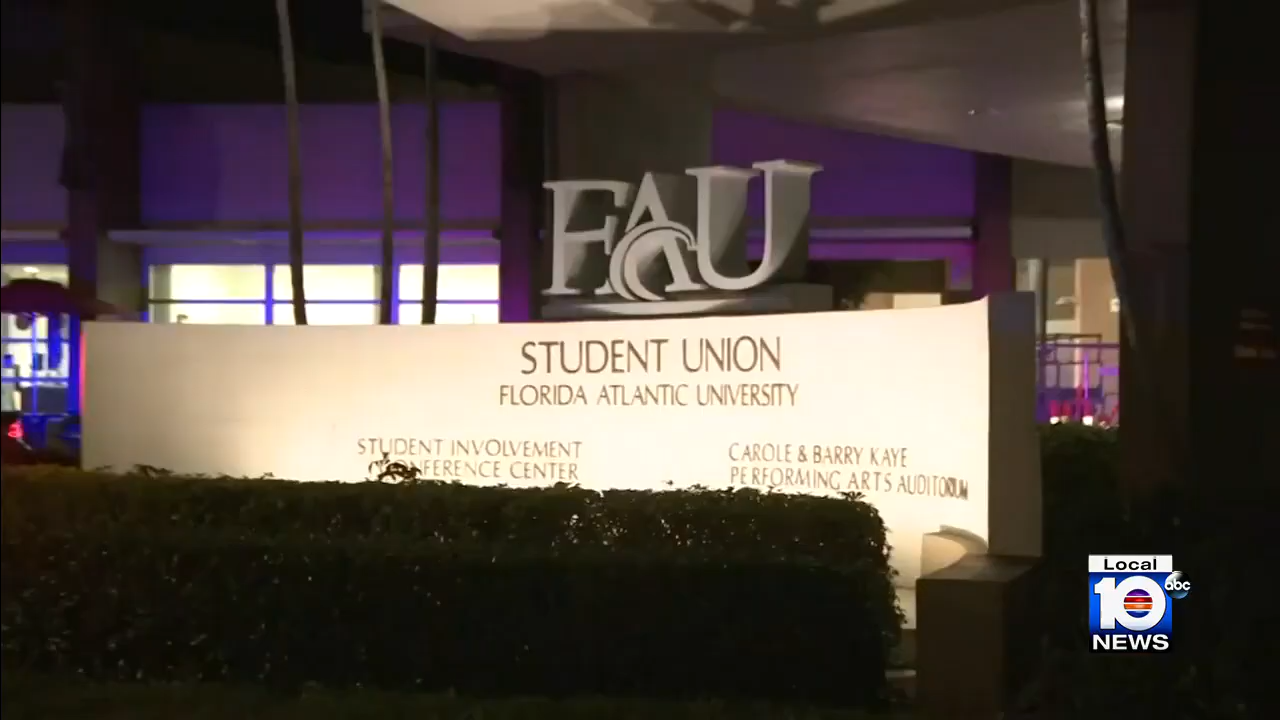 FAU
STUDENT UNION
FLORIDA ATLANTIC UNIVERSITY
STUDENT INVOLVEMENT
CONFERENCE CENTER
CAROLE & BARRY KAYE
PERFORMING ARTS AUDITORIUM
Local
10
abc
NEWS